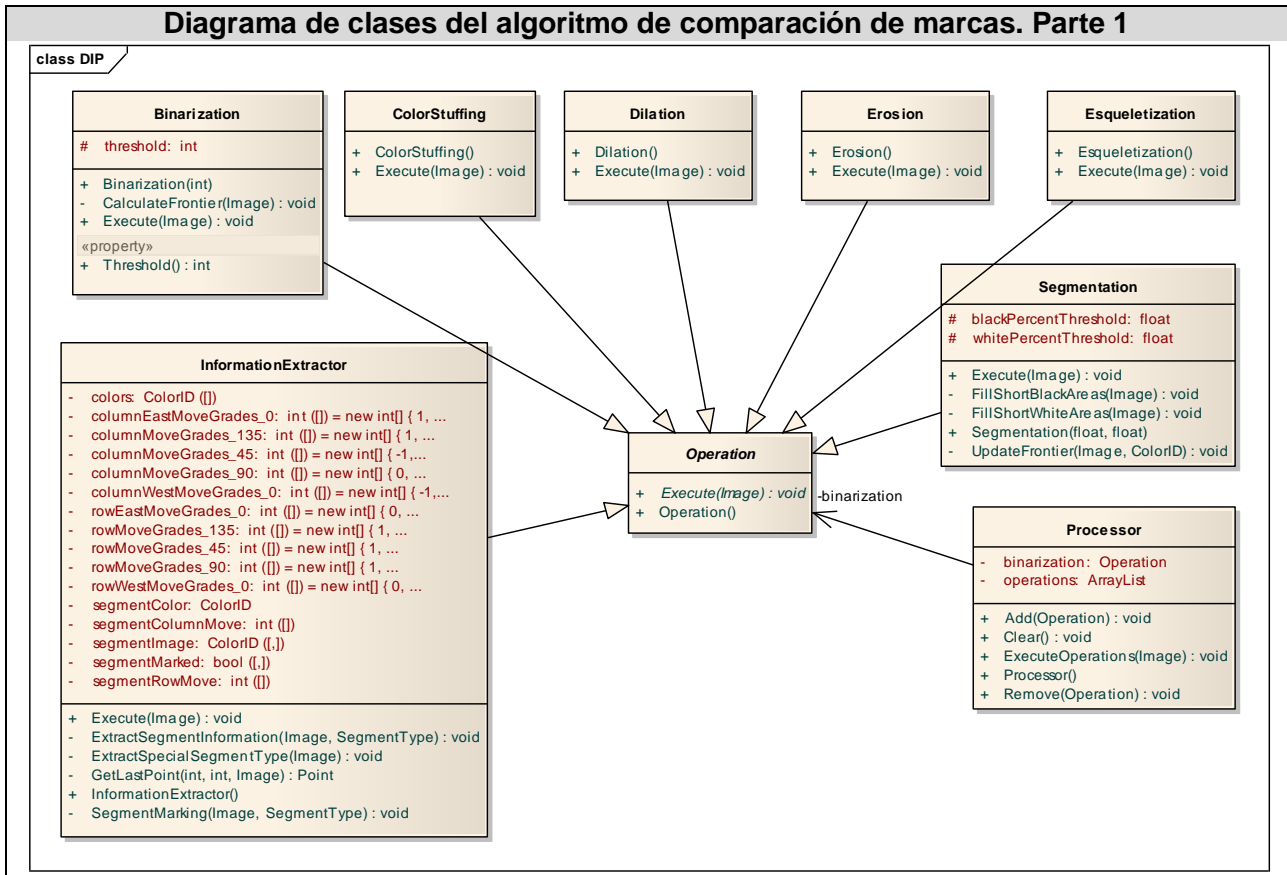 Diagrama de clases del algoritmo de comparación de marcas. Parte 1
class DIP
Binarization
# threshold: int
+ Binarization(int)
- CalculateFrontier(Image) : void
+ Execute(Image) : void
«property»
+ Threshold() : int
ColorStuffing
+ ColorStuffing()
+ Execute(Image) : void
Dilation
+ Dilation()
+ Execute(Image) : void
Erosion
+ Erosion()
+ Execute(Image) : void
Esqueletization
+ Esqueletization()
+ Execute(Image) : void
Segmentation
# blackPercentThreshold: float
# whitePercentThreshold: float
+ Execute(Image) : void
- FillShortBlackAreas(Image) : void
- FillShortWhiteAreas(Image) : void
+ Segmentation(float, float)
- UpdateFrontier(Image, ColorID) : void
InformationExtractor
- colors: ColorID ([])
- columnEastMoveGrades_0: int ([]) = new int[] { 1, ...
- columnMoveGrades_135: int ([]) = new int[] { 1, ...
- columnMoveGrades_45: int ([]) = new int[] { -1,...
- columnMoveGrades_90: int ([]) = new int[] { 0, ...
- columnWestMoveGrades_0: int ([]) = new int[] { -1,...
- rowEastMoveGrades_0: int ([]) = new int[] { 0, ...
- rowMoveGrades_135: int ([]) = new int[] { 1, ...
- rowMoveGrades_45: int ([]) = new int[] { 1, ...
- rowMoveGrades_90: int ([]) = new int[] { 1, ...
- rowWestMoveGrades_0: int ([]) = new int[] { 0, ...
- segmentColor: ColorID
- segmentColumnMove: int ([])
- segmentImage: ColorID ([,])
- segmentMarked: bool ([,])
- segmentRowMove: int ([])
+ Execute(Image) : void
- ExtractSegmentInformation(Image, SegmentType) : void
- ExtractSpecialSegmentType(Image) : void
- GetLastPoint(int, int, Image) : Point
+ InformationExtractor()
- SegmentMarking(Image, SegmentType) : void
Operation
+ Execute(Image) : void
+ Operation()
-binarization
Processor
- binarization: Operation
- operations: ArrayList
+ Add(Operation) : void
+ Clear() : void
+ ExecuteOperations(Image) : void
+ Processor()
+ Remove(Operation) : void